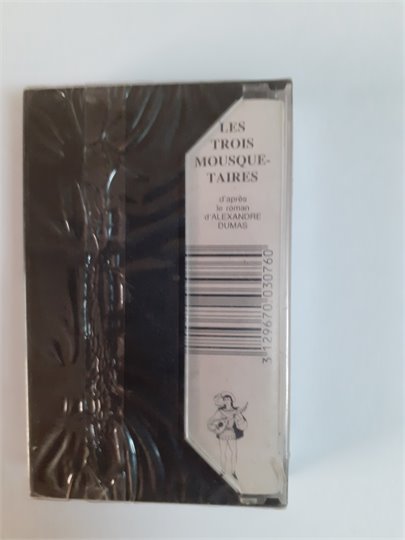 LES
TROIS
MOUSQUE-
TAIRES
d'après
le roman
d'ALEXANDRE
DUMAS
3 129670 030760